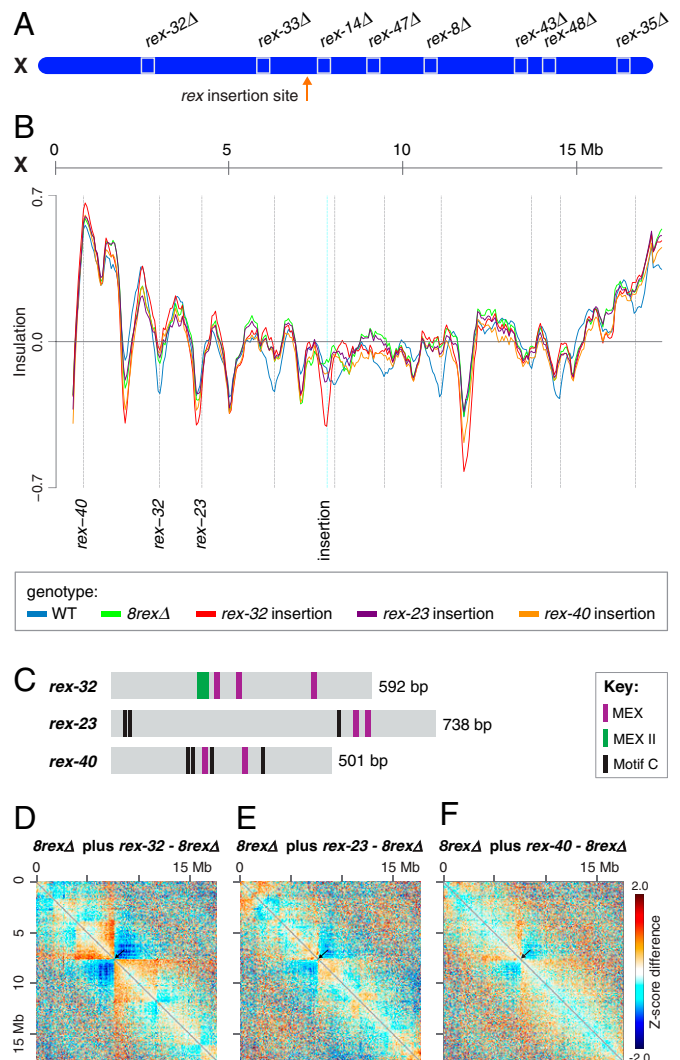 A
rex-32Δ rex-33Δ rex-14Δ rex-47Δ rex-8Δ rex-43Δ rex-48Δ rex-35Δ
X
rex insertion site
B
X
0 5 10 15 Mb
0.7
0.0
-0.7
Insulation
rex-40 rex-32 rex-23 insertion
genotype:
WT 8rexΔ rex-32 insertion rex-23 insertion rex-40 insertion
C
rex-32 592 bp
rex-23 738 bp
rex-40 501 bp
Key:
MEX
MEX II
Motif C
D E F
8rexΔ plus rex-32 - 8rexΔ 8rexΔ plus rex-23 - 8rexΔ 8rexΔ plus rex-40 - 8rexΔ
0 15 Mb 0 15 Mb 0 15 Mb
0
5
10
15 Mb
2.0
Z-score difference
-2.0